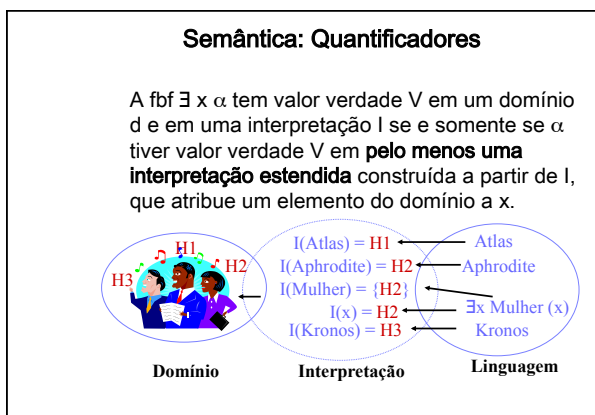 Semântica: Quantificadores
A fbf ∃ x α tem valor verdade V em um domínio
d e em uma interpretação I se e somente se α
tiver valor verdade V em pelo menos uma
interpretação estendida construída a partir de I,
que atribue um elemento do domínio a x.
H1
H2
H3
I(Atlas) = H1
I(Aphrodite) = H2
I(Mulher) = {H2}
I(x) = H2
I(Kronos) = H3
Atlas
Aphrodite
∃x Mulher (x)
Kronos
Domínio
Interpretação
Linguagem